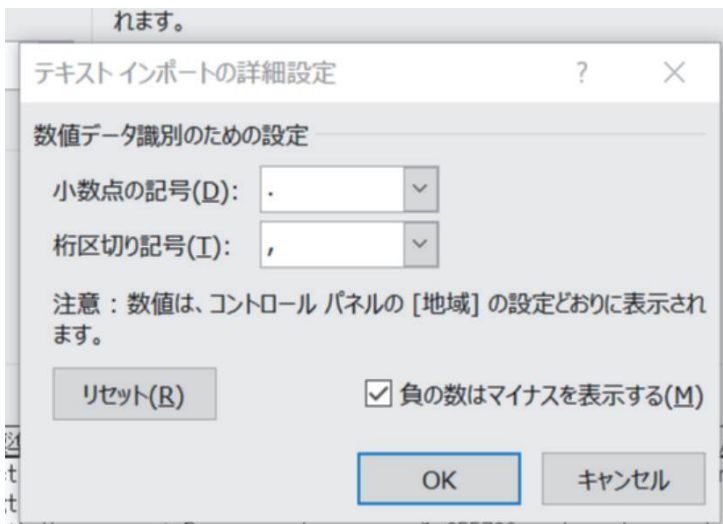 れます。
テキスト インポートの詳細設定 ? ×
数値データ識別のための設定
小数点の記号(D): .
桁区切り記号(T): ,
注意 : 数値は、コントロール パネルの [地域] の設定どおりに表示され
ます。
リセット(R) 負の数はマイナスを表示する(M)
OK キャンセル